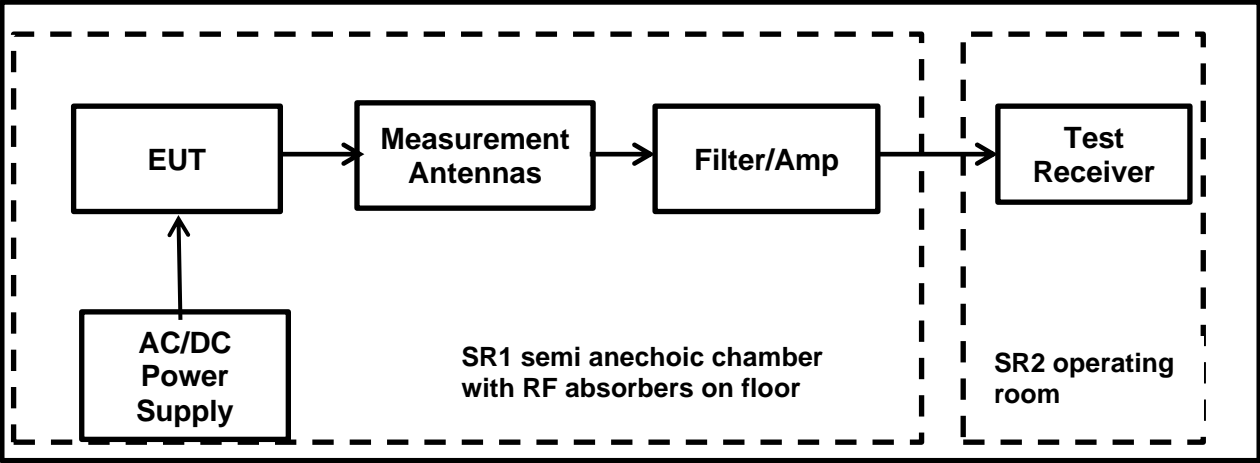 EUT
Measurement
Antennas
Filter/Amp
Test
Receiver
AC/DC
Power
Supply
SR1 semi anechoic chamber
with RF absorbers on floor
SR2 operating
room